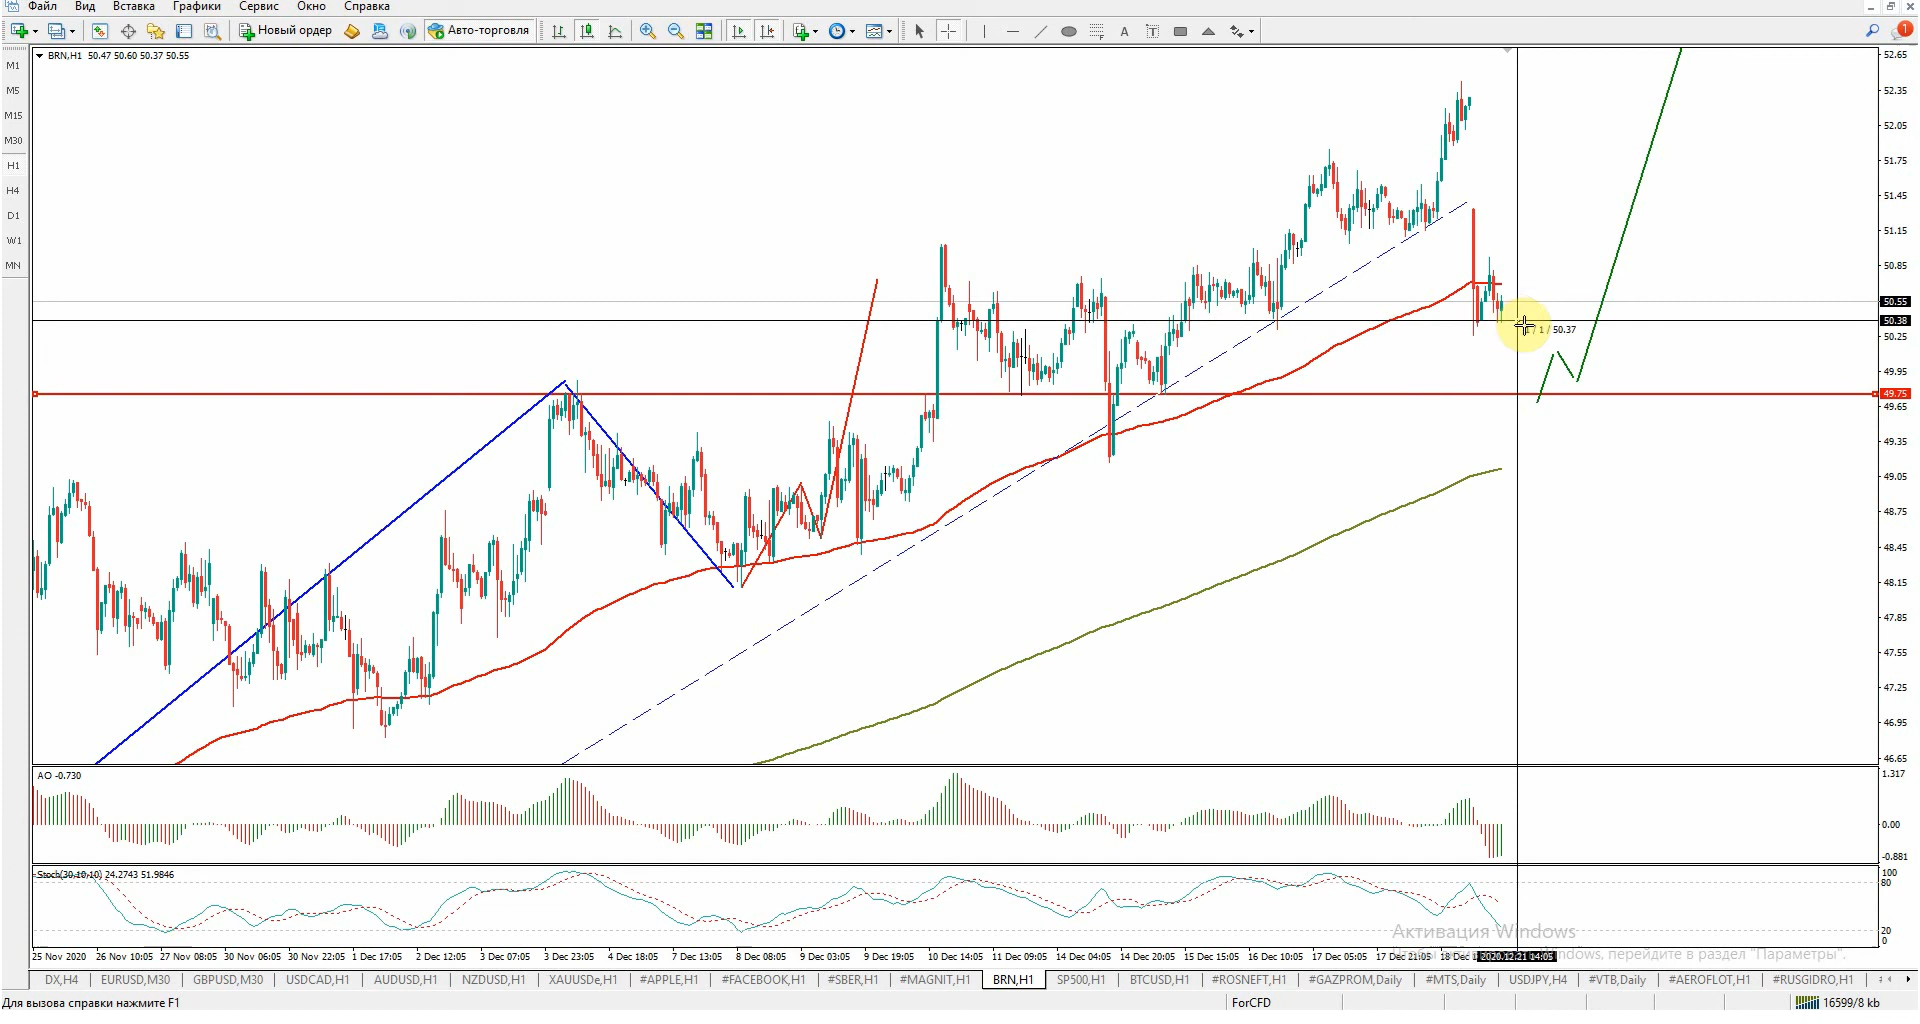 Файл Вид Вставка Графики Сервис Окно Справка
Новый ордер Авто-торговля A T 1
M1
M5
M15
M30
H1
H4
D1
W1
MN
BRN,H1 50.47 50.60 50.37 50.55
52.65
52.35
52.05
51.75
51.45
51.15
50.85
50.55
50.38
1 / 50.37
50.25
49.95
49.75
49.65
49.35
49.05
48.75
48.45
48.15
47.85
47.55
47.25
46.95
46.65
AO -0.730
1.317
0.00
-0.881
Stoch(30,10,10) 24.2743 51.9846
100
80
20
0
Активация Windows
25 Nov 2020 26 Nov 10:05 27 Nov 08:05 30 Nov 06:05 30 Nov 22:05 1 Dec 17:05 2 Dec 12:05 3 Dec 07:05 3 Dec 23:05 4 Dec 18:05 7 Dec 13:05 8 Dec 08:05 9 Dec 03:05 9 Dec 19:05 10 Dec 14:05 11 Dec 09:05 14 Dec 04:05 14 Dec 20:05 15 Dec 15:05 16 Dec 10:05 17 Dec 05:05 17 Dec 21:05 18 Dec 2020.12.21 14:05
indows, перейдите в раздел "Параметры".
DX,H4 EURUSD,M30 GBPUSD,M30 USDCAD,H1 AUDUSD,H1 NZDUSD,H1 XAUUSDe,H1 #APPLE,H1 #FACEBOOK,H1 #SBER,H1 #MAGNIT,H1 BRN,H1 SP500,H1 BTCUSD,H1 #ROSNEFT,H1 #GAZPROM,Daily #MTS,Daily USDJPY,H4 #VTB,Daily #AEROFLOT,H1 #RUSGIDRO,H1
Для вызова справки нажмите F1 ForCFD 16599/8 kb